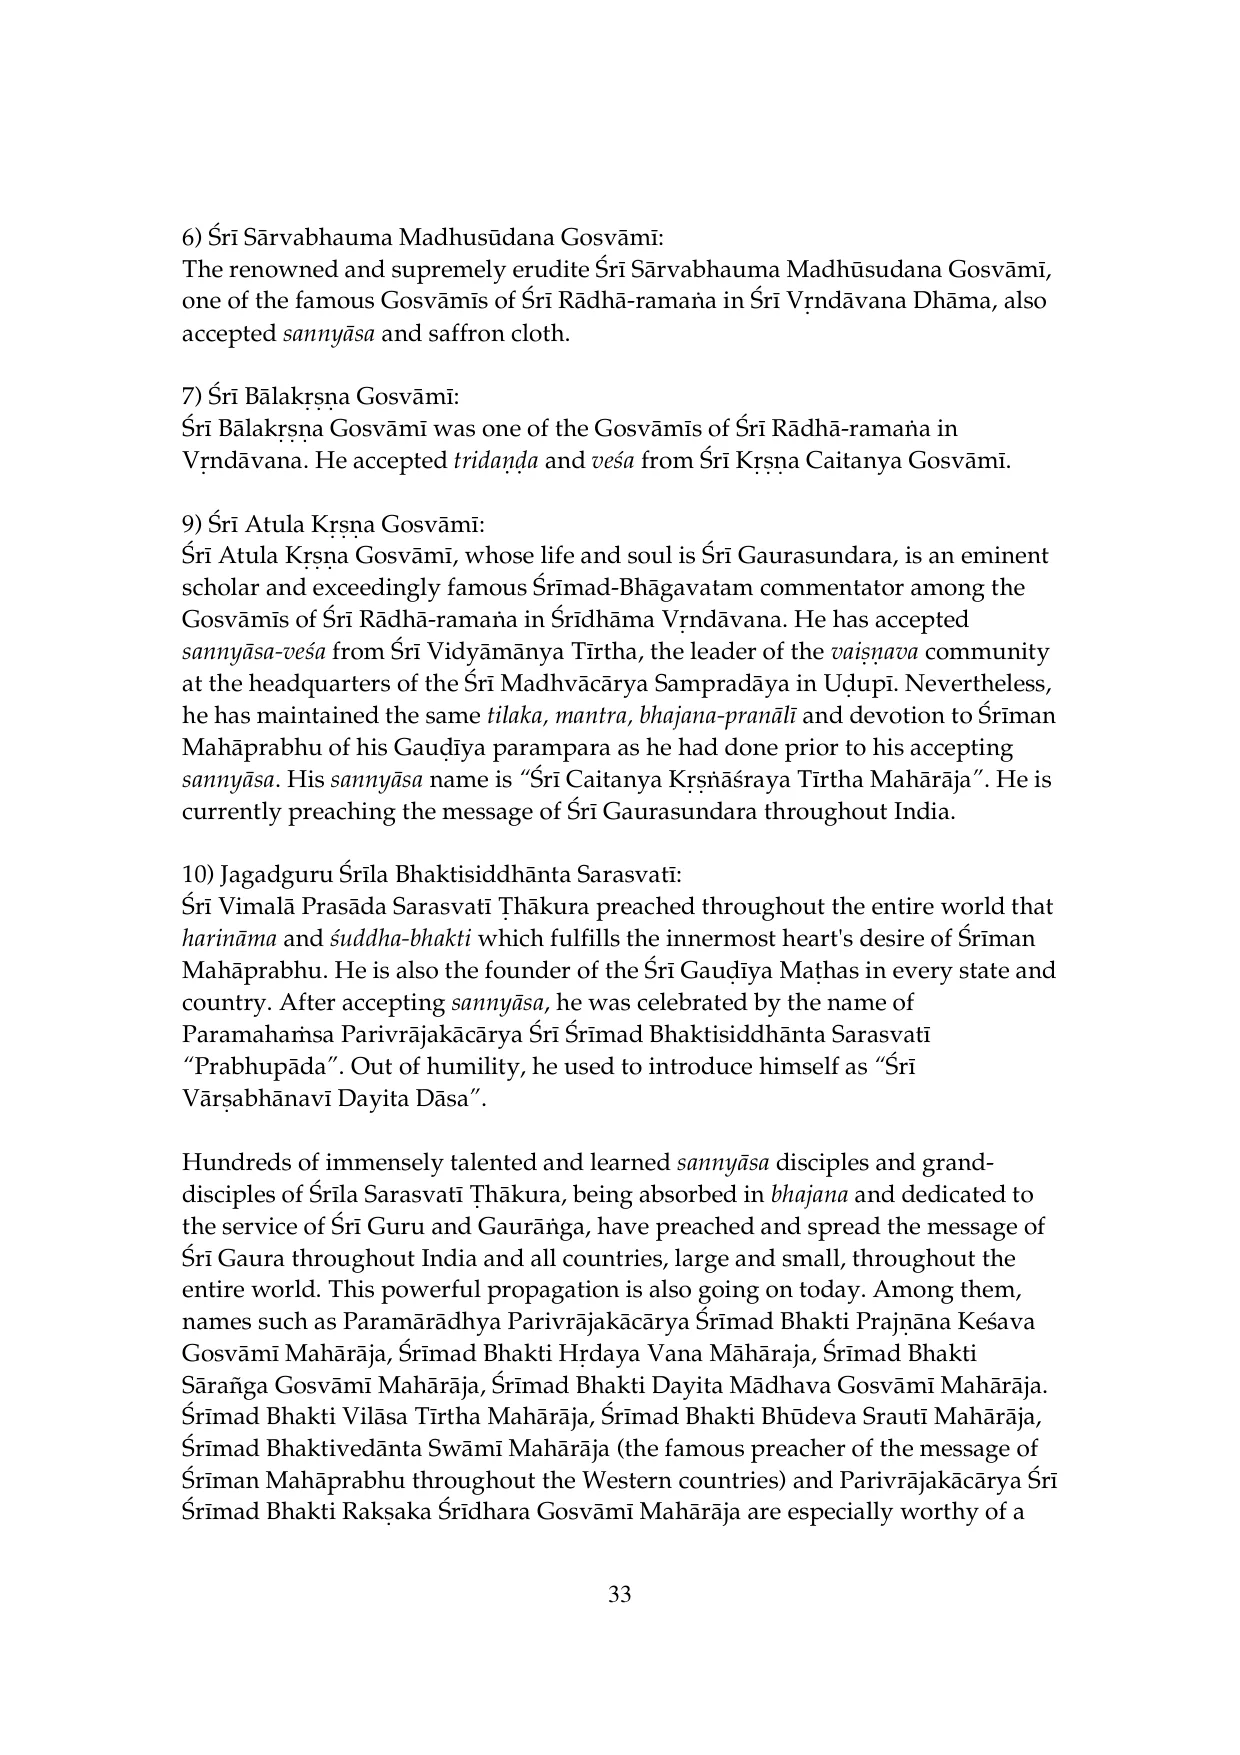 6) Śrī Sārvabhauma Madhusūdana Gosvāmī:
The renowned and supremely erudite Śrī Sārvabhauma Madhūsudana Gosvāmī,
one of the famous Gosvāmīs of Śrī Rādhā-ramaṅa in Śrī Vṛndāvana Dhāma, also
accepted sannyāsa and saffron cloth.
7) Śrī Bālakṛṣṇa Gosvāmī:
Śrī Bālakṛṣṇa Gosvāmī was one of the Gosvāmīs of Śrī Rādhā-ramaṅa in
Vṛndāvana. He accepted tridaṇḍa and veśa from Śrī Kṛṣṇa Caitanya Gosvāmī.
9) Śrī Atula Kṛṣṇa Gosvāmī:
Śrī Atula Kṛṣṇa Gosvāmī, whose life and soul is Śrī Gaurasundara, is an eminent
scholar and exceedingly famous Śrīmad-Bhāgavatam commentator among the
Gosvāmīs of Śrī Rādhā-ramaṅa in Śrīdhāma Vṛndāvana. He has accepted
sannyāsa-veśa from Śrī Vidyāmānya Tīrtha, the leader of the vaiṣṇava community
at the headquarters of the Śrī Madhvācārya Sampradāya in Uḍupī. Nevertheless,
he has maintained the same tilaka, mantra, bhajana-pranālī and devotion to Śrīman
Mahāprabhu of his Gauḍīya parampara as he had done prior to his accepting
sannyāsa. His sannyāsa name is “Śrī Caitanya Kṛṣṅāśraya Tīrtha Mahārāja”. He is
currently preaching the message of Śrī Gaurasundara throughout India.
10) Jagadguru Śrīla Bhaktisiddhānta Sarasvatī:
Śrī Vimalā Prasāda Sarasvatī Ṭhākura preached throughout the entire world that
harināma and śuddha-bhakti which fulfills the innermost heart's desire of Śrīman
Mahāprabhu. He is also the founder of the Śrī Gauḍīya Maṭhas in every state and
country. After accepting sannyāsa, he was celebrated by the name of
Paramahaṁsa Parivrājakācārya Śrī Śrīmad Bhaktisiddhānta Sarasvatī
“Prabhupāda”. Out of humility, he used to introduce himself as “Śrī
Vārṣabhānavī Dayita Dāsa”.
Hundreds of immensely talented and learned sannyāsa disciples and grand-
disciples of Śrīla Sarasvatī Ṭhākura, being absorbed in bhajana and dedicated to
the service of Śrī Guru and Gaurāṅga, have preached and spread the message of
Śrī Gaura throughout India and all countries, large and small, throughout the
entire world. This powerful propagation is also going on today. Among them,
names such as Paramārādhya Parivrājakācārya Śrīmad Bhakti Prajṇāna Keśava
Gosvāmī Mahārāja, Śrīmad Bhakti Hṛdaya Vana Māhāraja, Śrīmad Bhakti
Sārañga Gosvāmī Mahārāja, Śrīmad Bhakti Dayita Mādhava Gosvāmī Mahārāja.
Śrīmad Bhakti Vilāsa Tīrtha Mahārāja, Śrīmad Bhakti Bhūdeva Srautī Mahārāja,
Śrīmad Bhaktivedānta Swāmī Mahārāja (the famous preacher of the message of
Śrīman Mahāprabhu throughout the Western countries) and Parivrājakācārya Śrī
Śrīmad Bhakti Rakṣaka Śrīdhara Gosvāmī Mahārāja are especially worthy of a
33